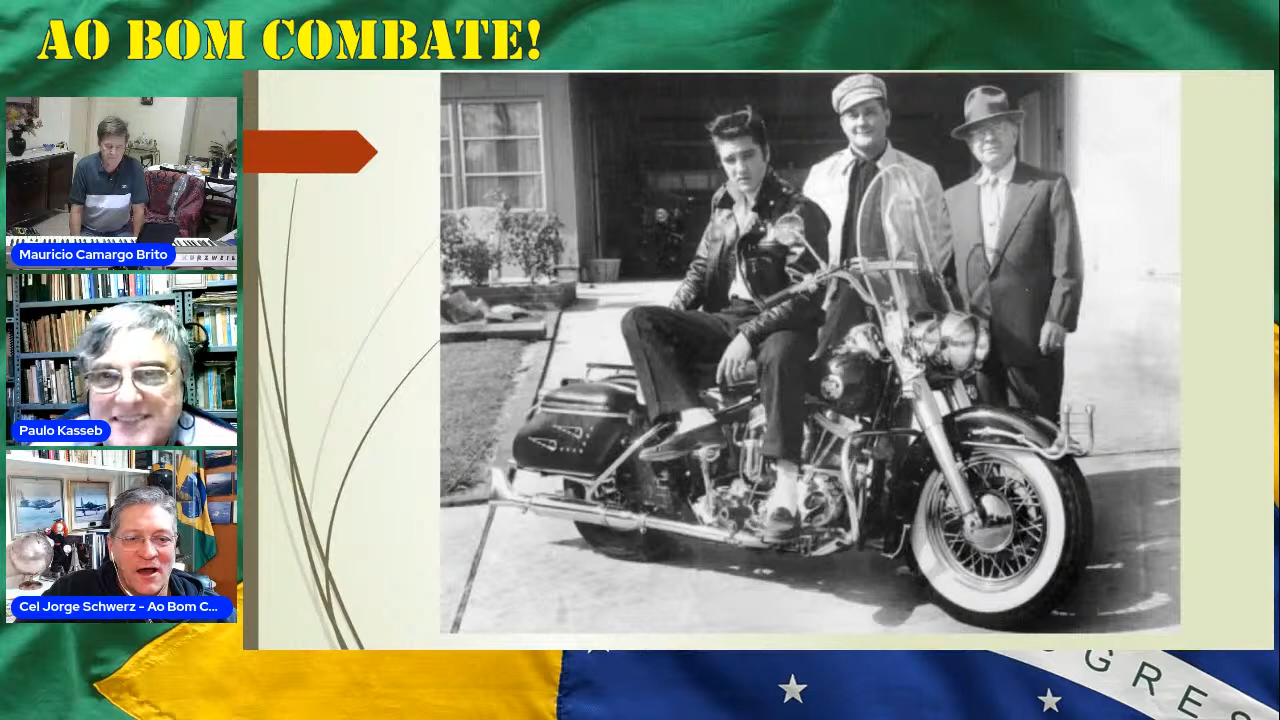 AO BOM COMBATE!
Mauricio Camargo Brito
KURZWEIL
Paulo Kasseb
Cel Jorge Schwerz - Ao Bom C...
GRES